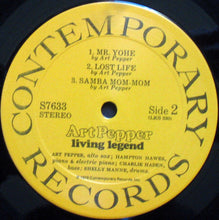 CONTEMPORARY
1. MR. YOHE
by Art Pepper
2. LOST LIFE
by Art Pepper
3. SAMBA MOM-MOM
by Art Pepper
S7633
STEREO
Side 2
Art Pepper
living legend
ART PEPPER, alto sax; HAMPTON HAWES,
piano & electric piano; CHARLIE HADEN,
bass; SHELLY MANNE, drums.
RECORDS